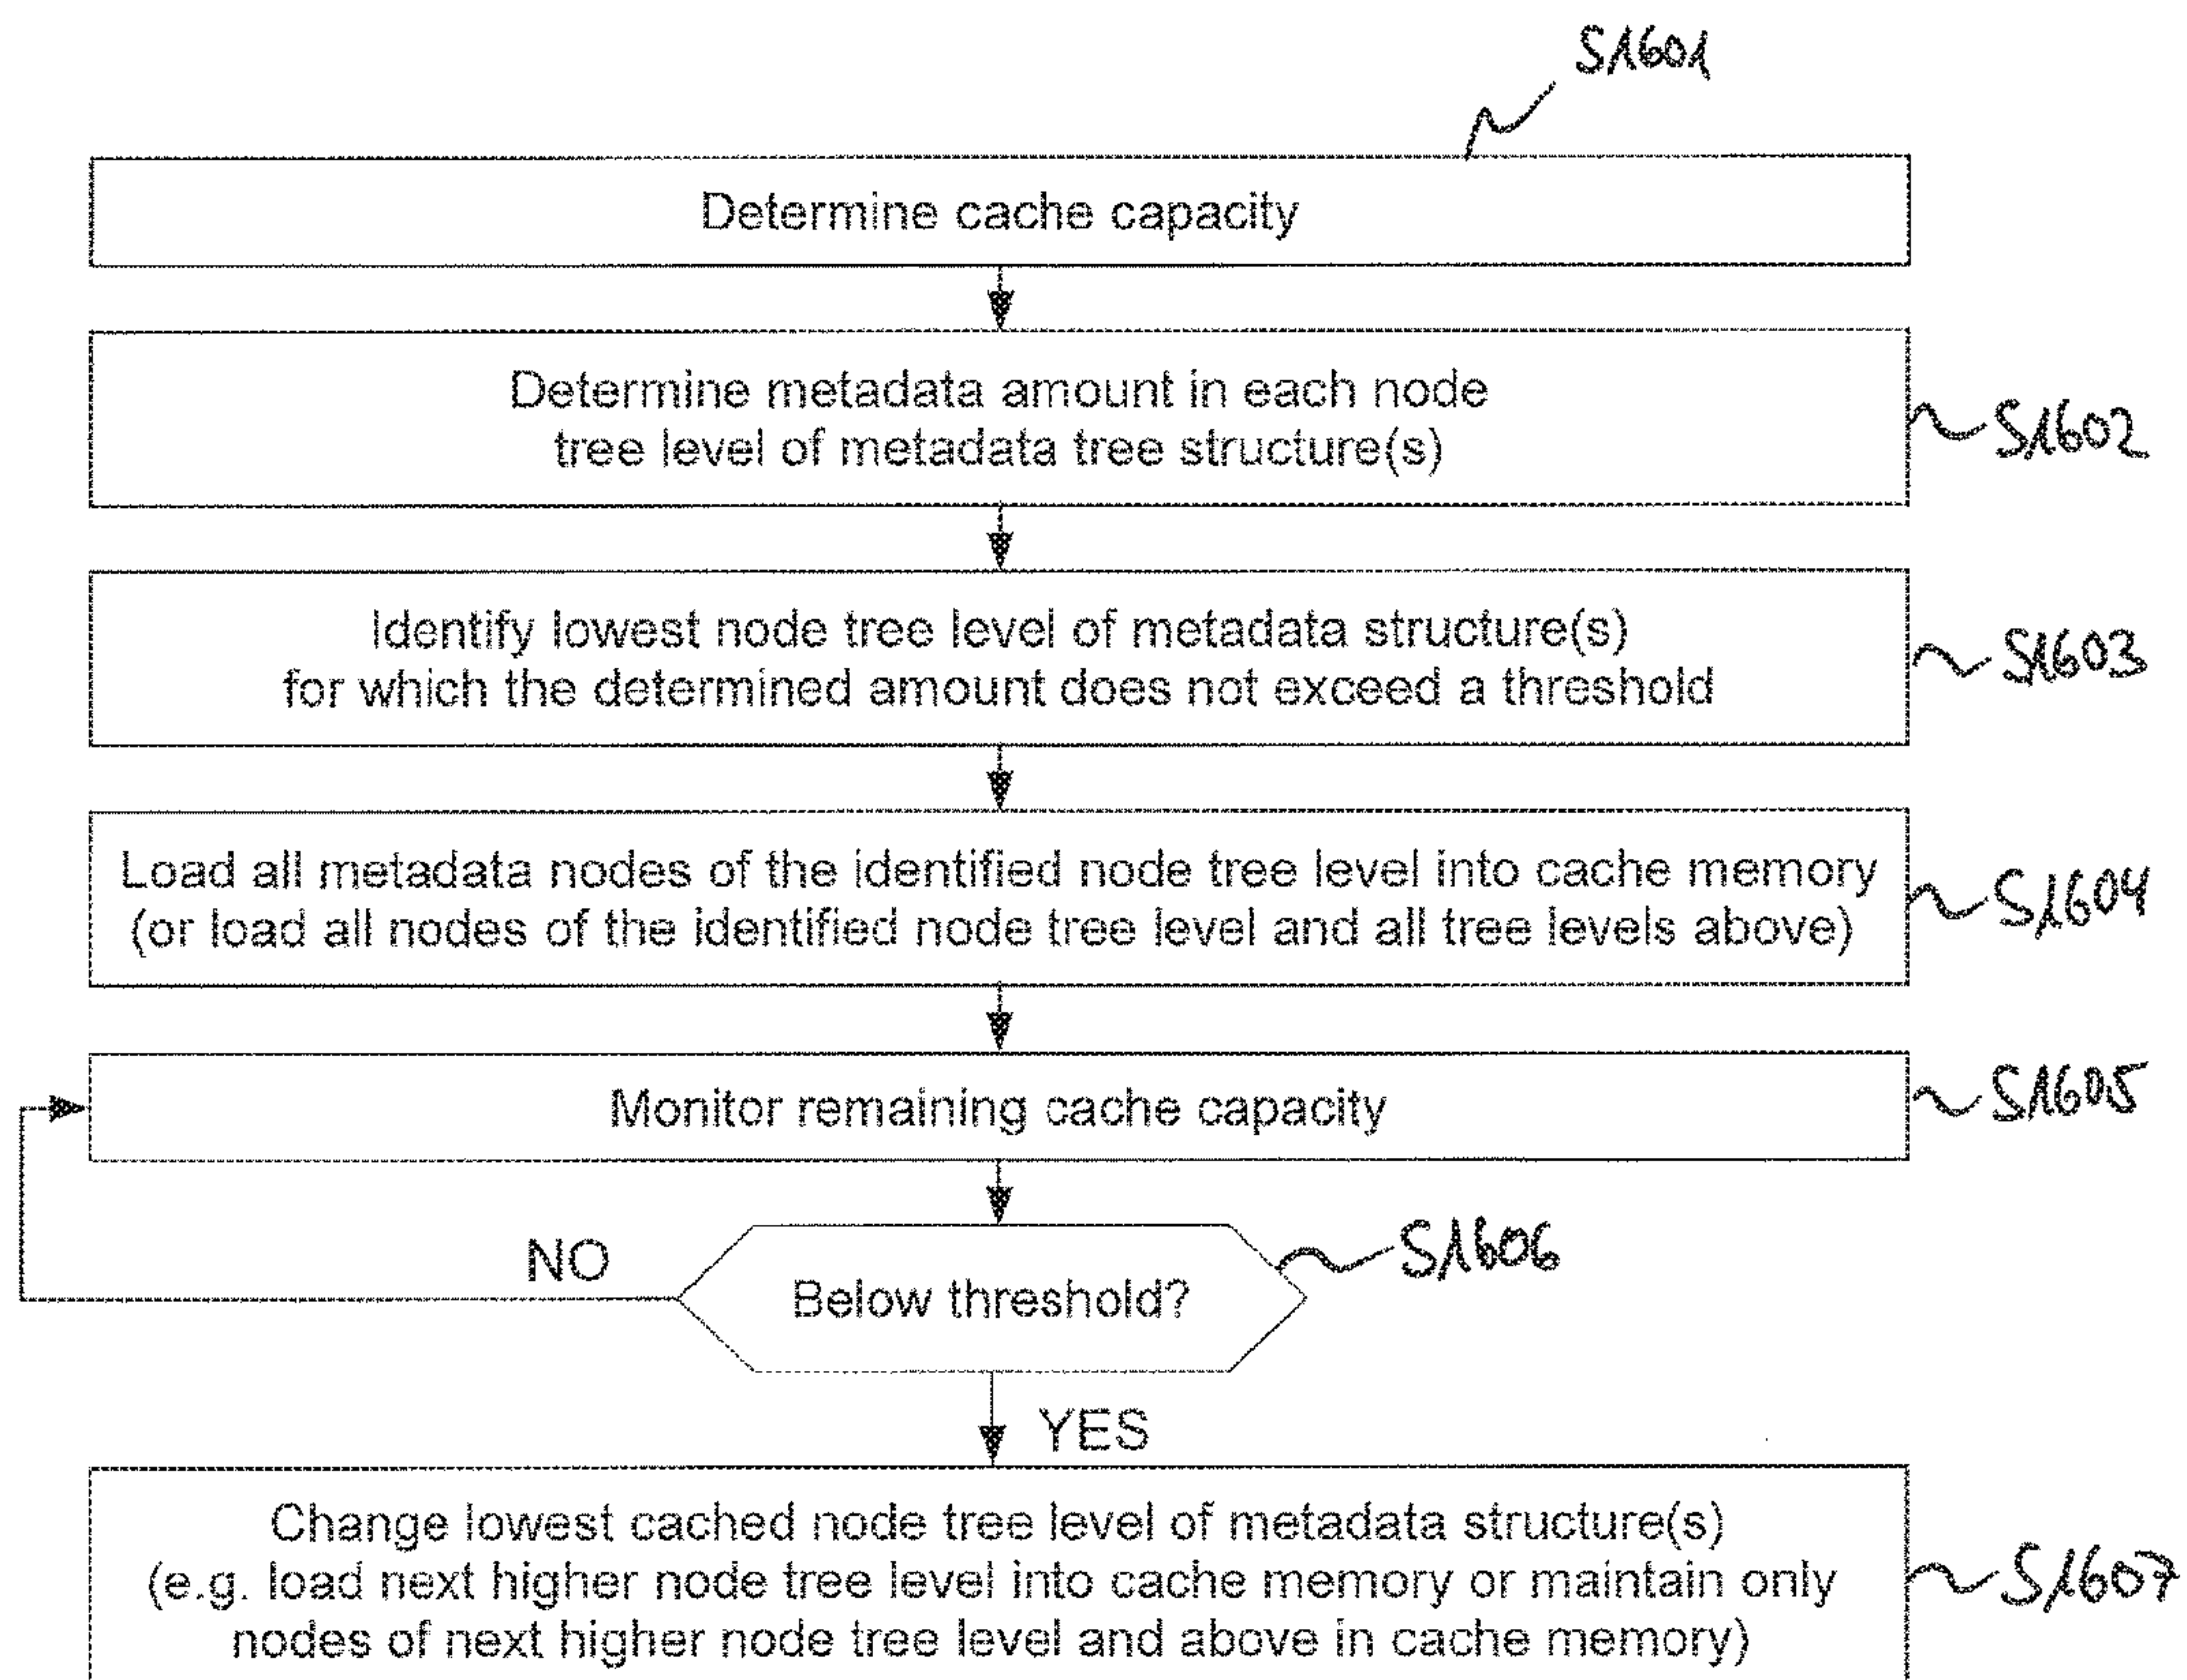 S1601
Determine cache capacity
Determine metadata amount in each node
tree level of metadata tree structure(s)
S1602
Identify lowest node tree level of metadata structure(s)
for which the determined amount does not exceed a threshold
S1603
Load all metadata nodes of the identified node tree level into cache memory
(or load all nodes of the identified node tree level and all tree levels above)
S1604
Monitor remaining cache capacity
S1605
NO
Below threshold?
S1606
YES
Change lowest cached node tree level of metadata structure(s)
(e.g. load next higher node tree level into cache memory or maintain only
nodes of next higher node tree level and above in cache memory)
S1607